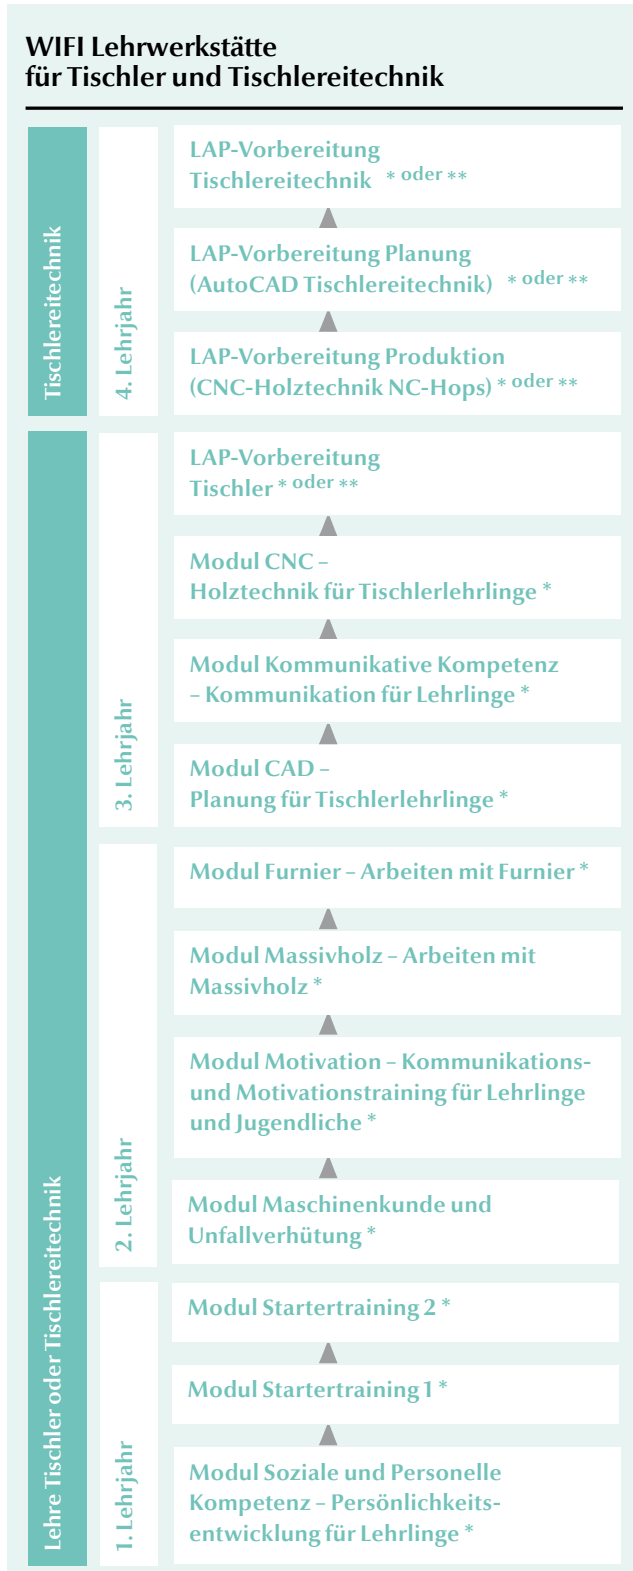 WIFI Lehrwerkstätte
für Tischler und Tischlereitechnik
Tischlereitechnik
4. Lehrjahr
LAP-Vorbereitung
Tischlereitechnik * oder **
LAP-Vorbereitung Planung
(AutoCAD Tischlereitechnik) * oder **
LAP-Vorbereitung Produktion
(CNC-Holztechnik NC-Hops) * oder **
Lehre Tischler oder Tischlereitechnik
3. Lehrjahr
LAP-Vorbereitung
Tischler * oder **
Modul CNC –
Holztechnik für Tischlerlehrlinge *
Modul Kommunikative Kompetenz
– Kommunikation für Lehrlinge *
Modul CAD –
Planung für Tischlerlehrlinge *
2. Lehrjahr
Modul Furnier – Arbeiten mit Furnier *
Modul Massivholz – Arbeiten mit
Massivholz *
Modul Motivation – Kommunikations-
und Motivationstraining für Lehrlinge
und Jugendliche *
Modul Maschinenkunde und
Unfallverhütung *
1. Lehrjahr
Modul Startertraining 2 *
Modul Startertraining 1 *
Modul Soziale und Personelle
Kompetenz – Persönlichkeits-
entwicklung für Lehrlinge *